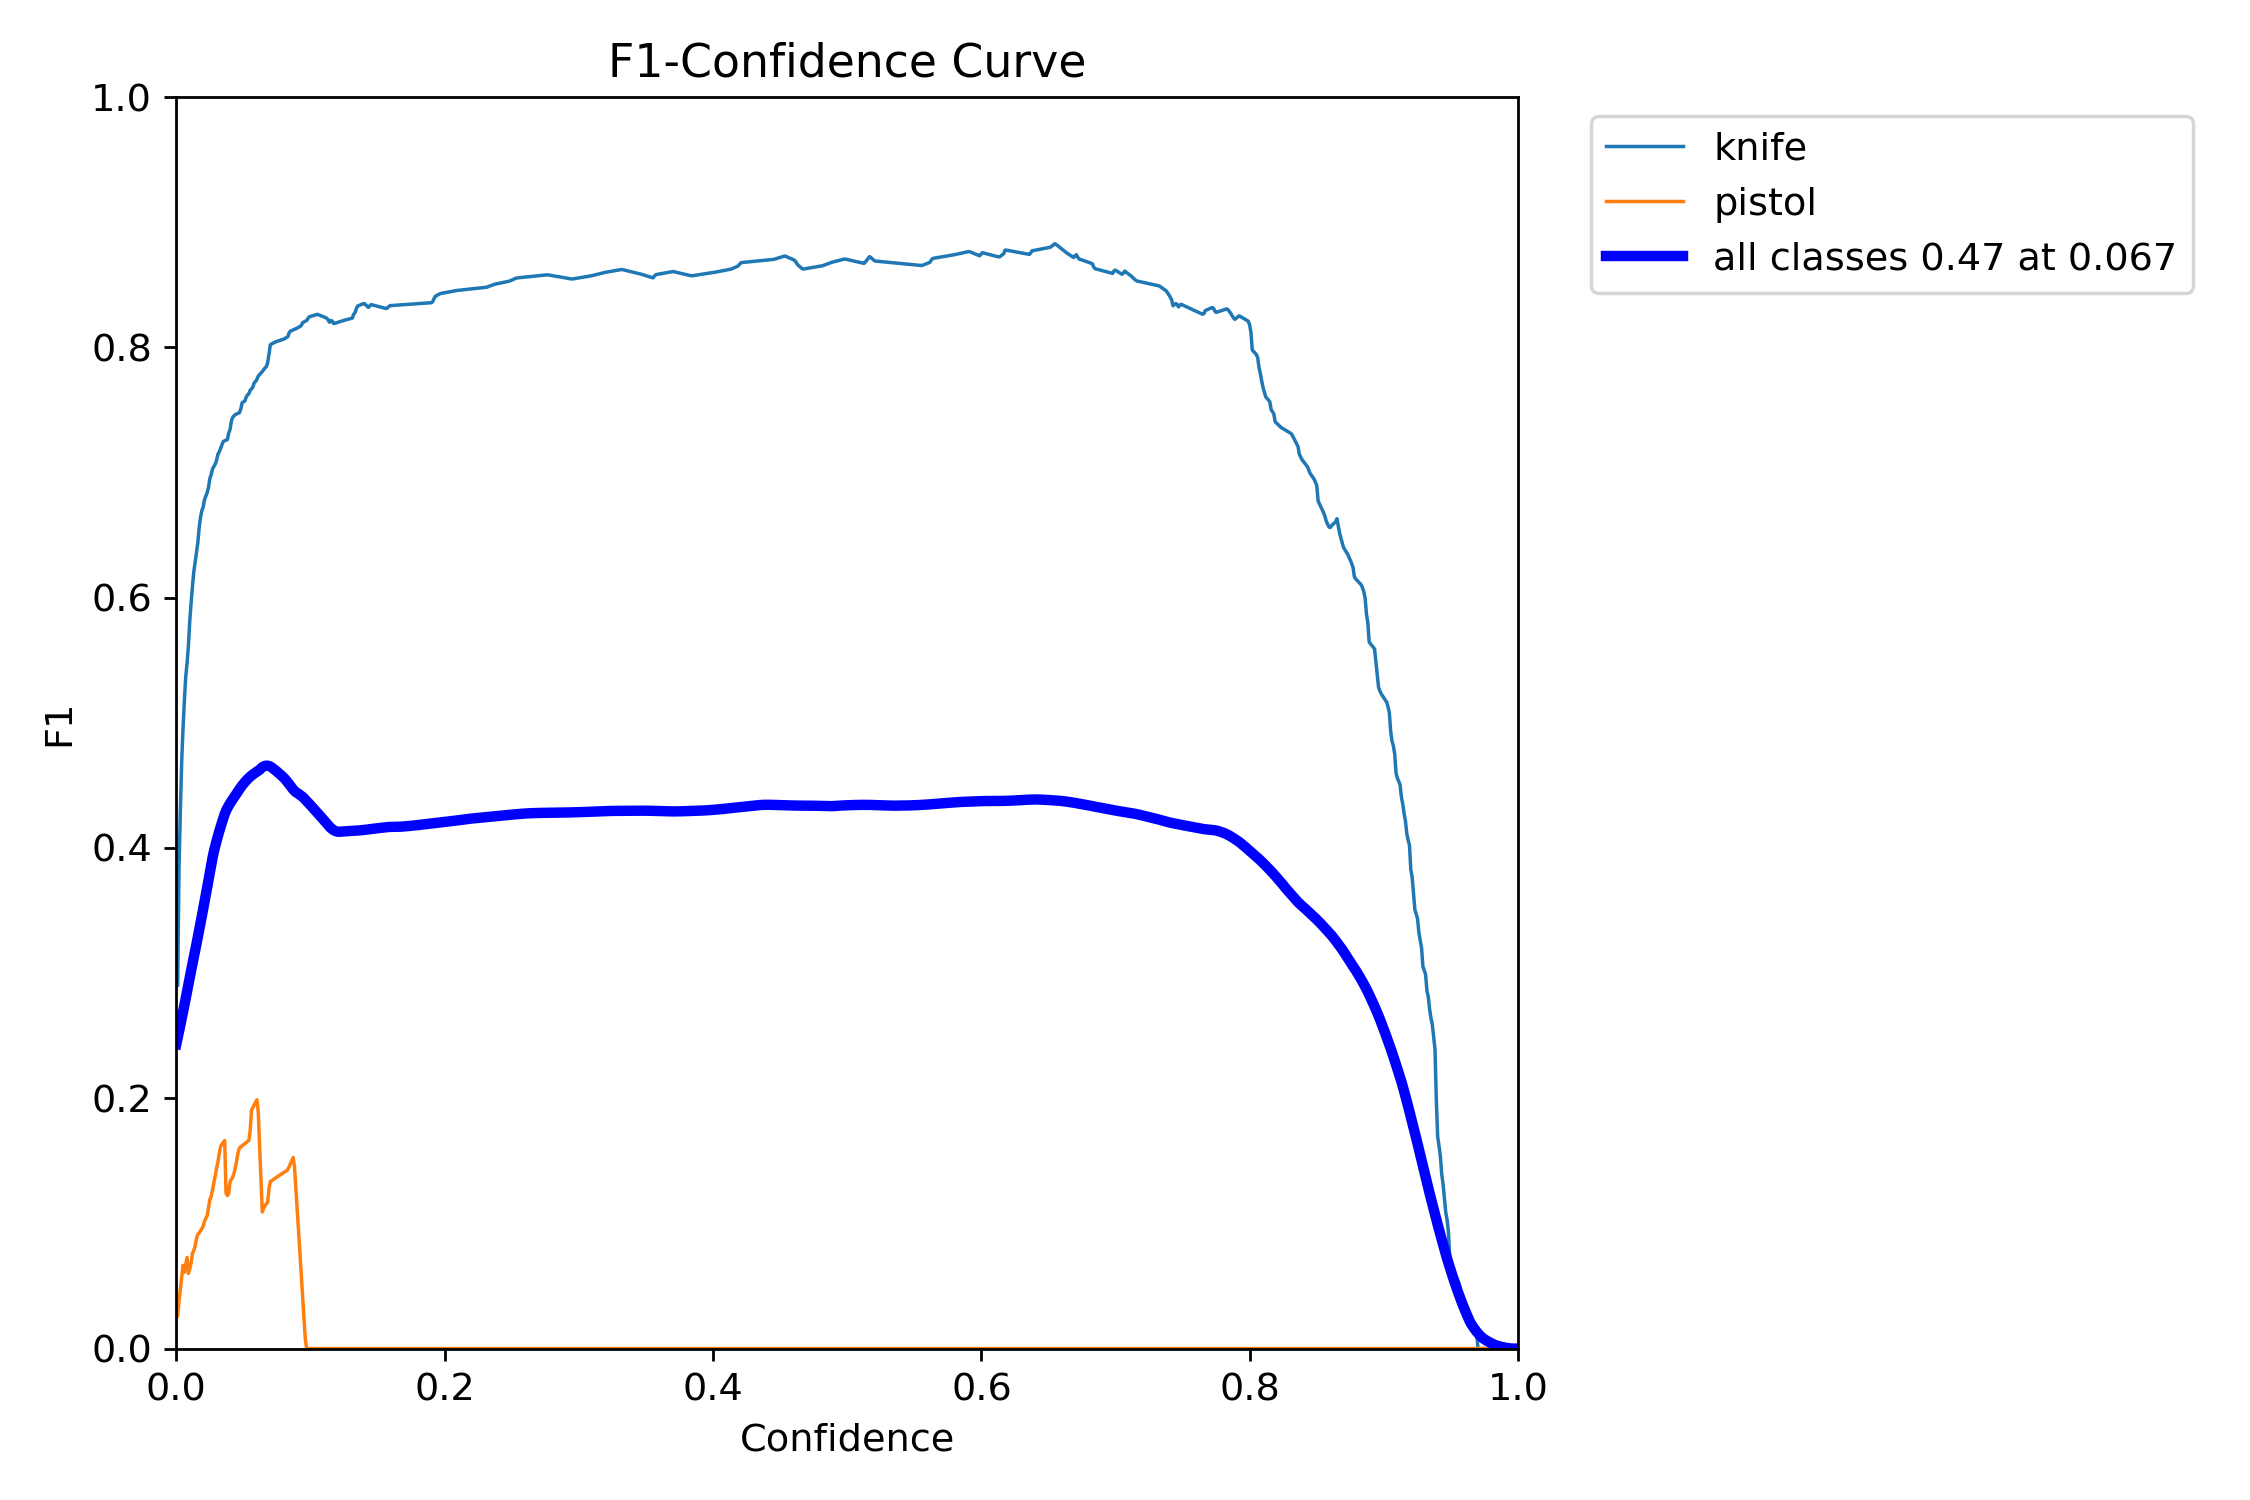 F1-Confidence Curve
1.0
0.8
0.6
0.4
0.2
0.0
F1
0.0 0.2 0.4 0.6 0.8 1.0
Confidence
knife
pistol
all classes 0.47 at 0.067